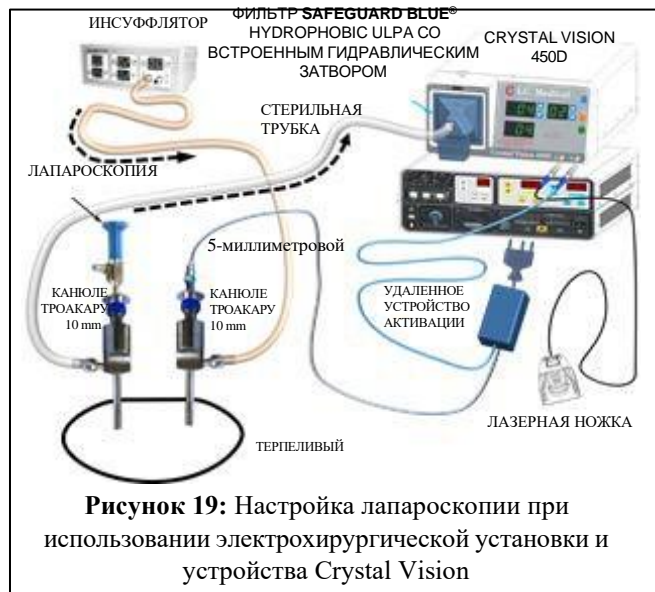 ИНСУФФЛЯТОР
ФИЛЬТР SAFEGUARD BLUE®
HYDROPHOBIC ULPA СО
ВСТРОЕННЫМ ГИДРАВЛИЧЕСКИМ
ЗАТВОРОМ
CRYSTAL VISION
450D
СТЕРИЛЬНАЯ
ТРУБКА
I.C. Medical
ЛАПАРОСКОПИЯ
5-миллиметровой
КАНЮЛЕ
ТРОАКАРУ
10 mm
КАНЮЛЕ
ТРОАКАРУ
10 mm
УДАЛЕННОЕ
УСТРОЙСТВО
АКТИВАЦИИ
ЛАЗЕРНАЯ НОЖКА
ТЕРПЕЛИВЫЙ
Рисунок 19: Настройка лапароскопии при
использовании электрохирургической установки и
устройства Crystal Vision